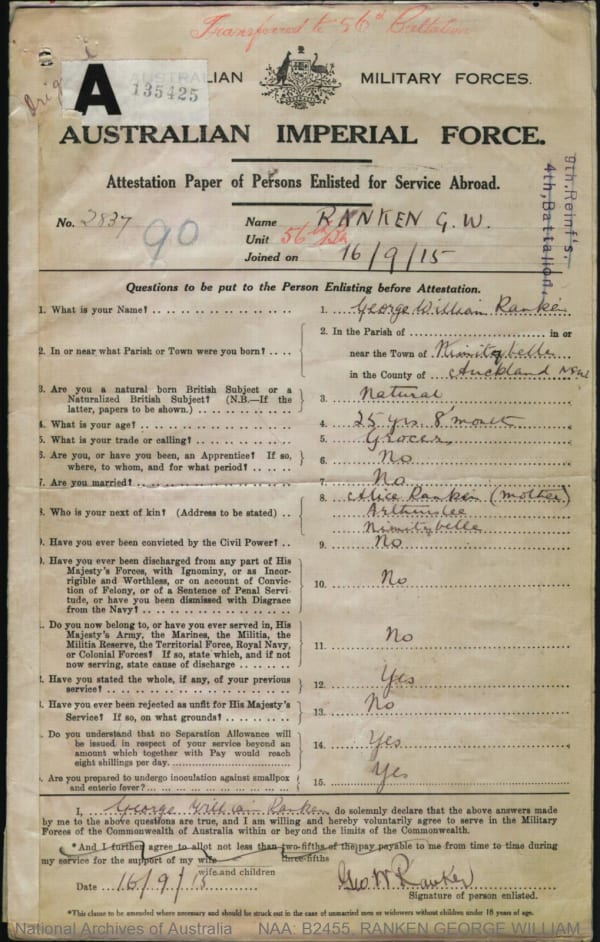 Transferred to 56th Battalion
Orig
A
AUSTRALIAN MILITARY FORCES.
135425
AUSTRALIAN IMPERIAL FORCE.
Attestation Paper of Persons Enlisted for Service Abroad.
9th. Reinf's.
4th. Battalion.
No. 2837
90
Name RANKEN G. W.
Unit 56th Bn
Joined on 16/9/15
Questions to be put to the Person Enlisting before Attestation.
1. What is your Name? 1. George William Ranken
2. In or near what Parish or Town were you born? 2. In the Parish of in or
near the Town of Nimitybelle
in the County of Auckland NSW
3. Are you a natural born British Subject or a
Naturalized British Subject? (N.B.—If the
latter, papers to be shown.) 3. Natural
4. What is your age? 4. 25 yrs 8 month
5. What is your trade or calling? 5. Grocer
6. Are you, or have you been, an Apprentice? If so,
where, to whom, and for what period? 6. No
7. Are you married? 7. No
8. Who is your next of kin? (Address to be stated) 8. Alice Ranken (mother)
Nimitybelle
9. Have you ever been convicted by the Civil Power? 9. No
). Have you ever been discharged from any part of His
Majesty's Forces, with Ignominy, or as Incor-
rigible and Worthless, or on account of Convic-
tion of Felony, or of a Sentence of Penal Servi-
tude, or have you been dismissed with Disgrace
from the Navy? 10. No
. Do you now belong to, or have you ever served in, His
Majesty's Army, the Marines, the Militia, the
Militia Reserve, the Territorial Force, Royal Navy,
or Colonial Forces? If so, state which, and if not
now serving, state cause of discharge 11. No
. Have you stated the whole, if any, of your previous
service? 12. Yes
. Have you ever been rejected as unfit for His Majesty's
Service? If so, on what grounds? 13. No
. Do you understand that no Separation Allowance will
be issued in respect of your service beyond an
amount which together with Pay would reach
eight shillings per day. 14. Yes
. Are you prepared to undergo inoculation against smallpox
and enteric fever? 15. Yes
I, George William Ranken do solemnly declare that the above answers made
by me to the above questions are true, and I am willing and hereby voluntarily agree to serve in the Military
Forces of the Commonwealth of Australia within or beyond the limits of the Commonwealth.
*And I further agree to allot not less than two-fifths of the pay payable to me from time to time during
three-fifths
my service for the support of my wife
wife and children
Date 16/9/15 Geo. W. Ranken
Signature of person enlisted.
*This clause to be amended where necessary and should be struck out in the case of unmarried men or widowers without children under 18 years of age.
National Archives of Australia NAA: B2455, RANKEN GEORGE WILLIAM